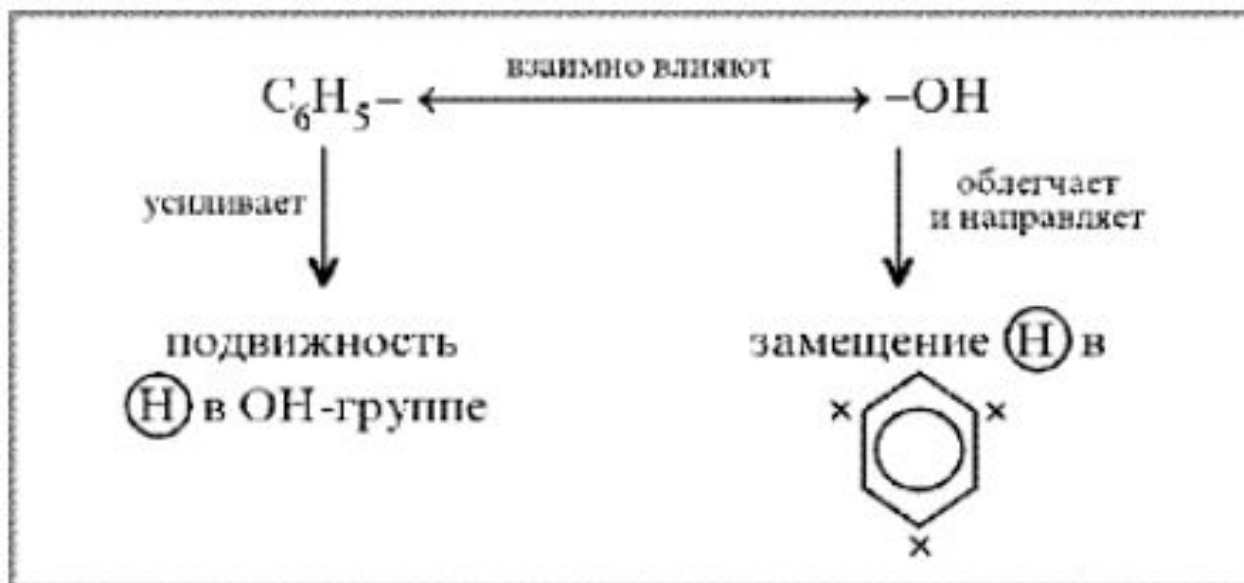 взаимно влияют
C₆H₅– –OH
усиливает
облегчает
и направляет
подвижность
H в OH-группе
замещение H в
× ×
×